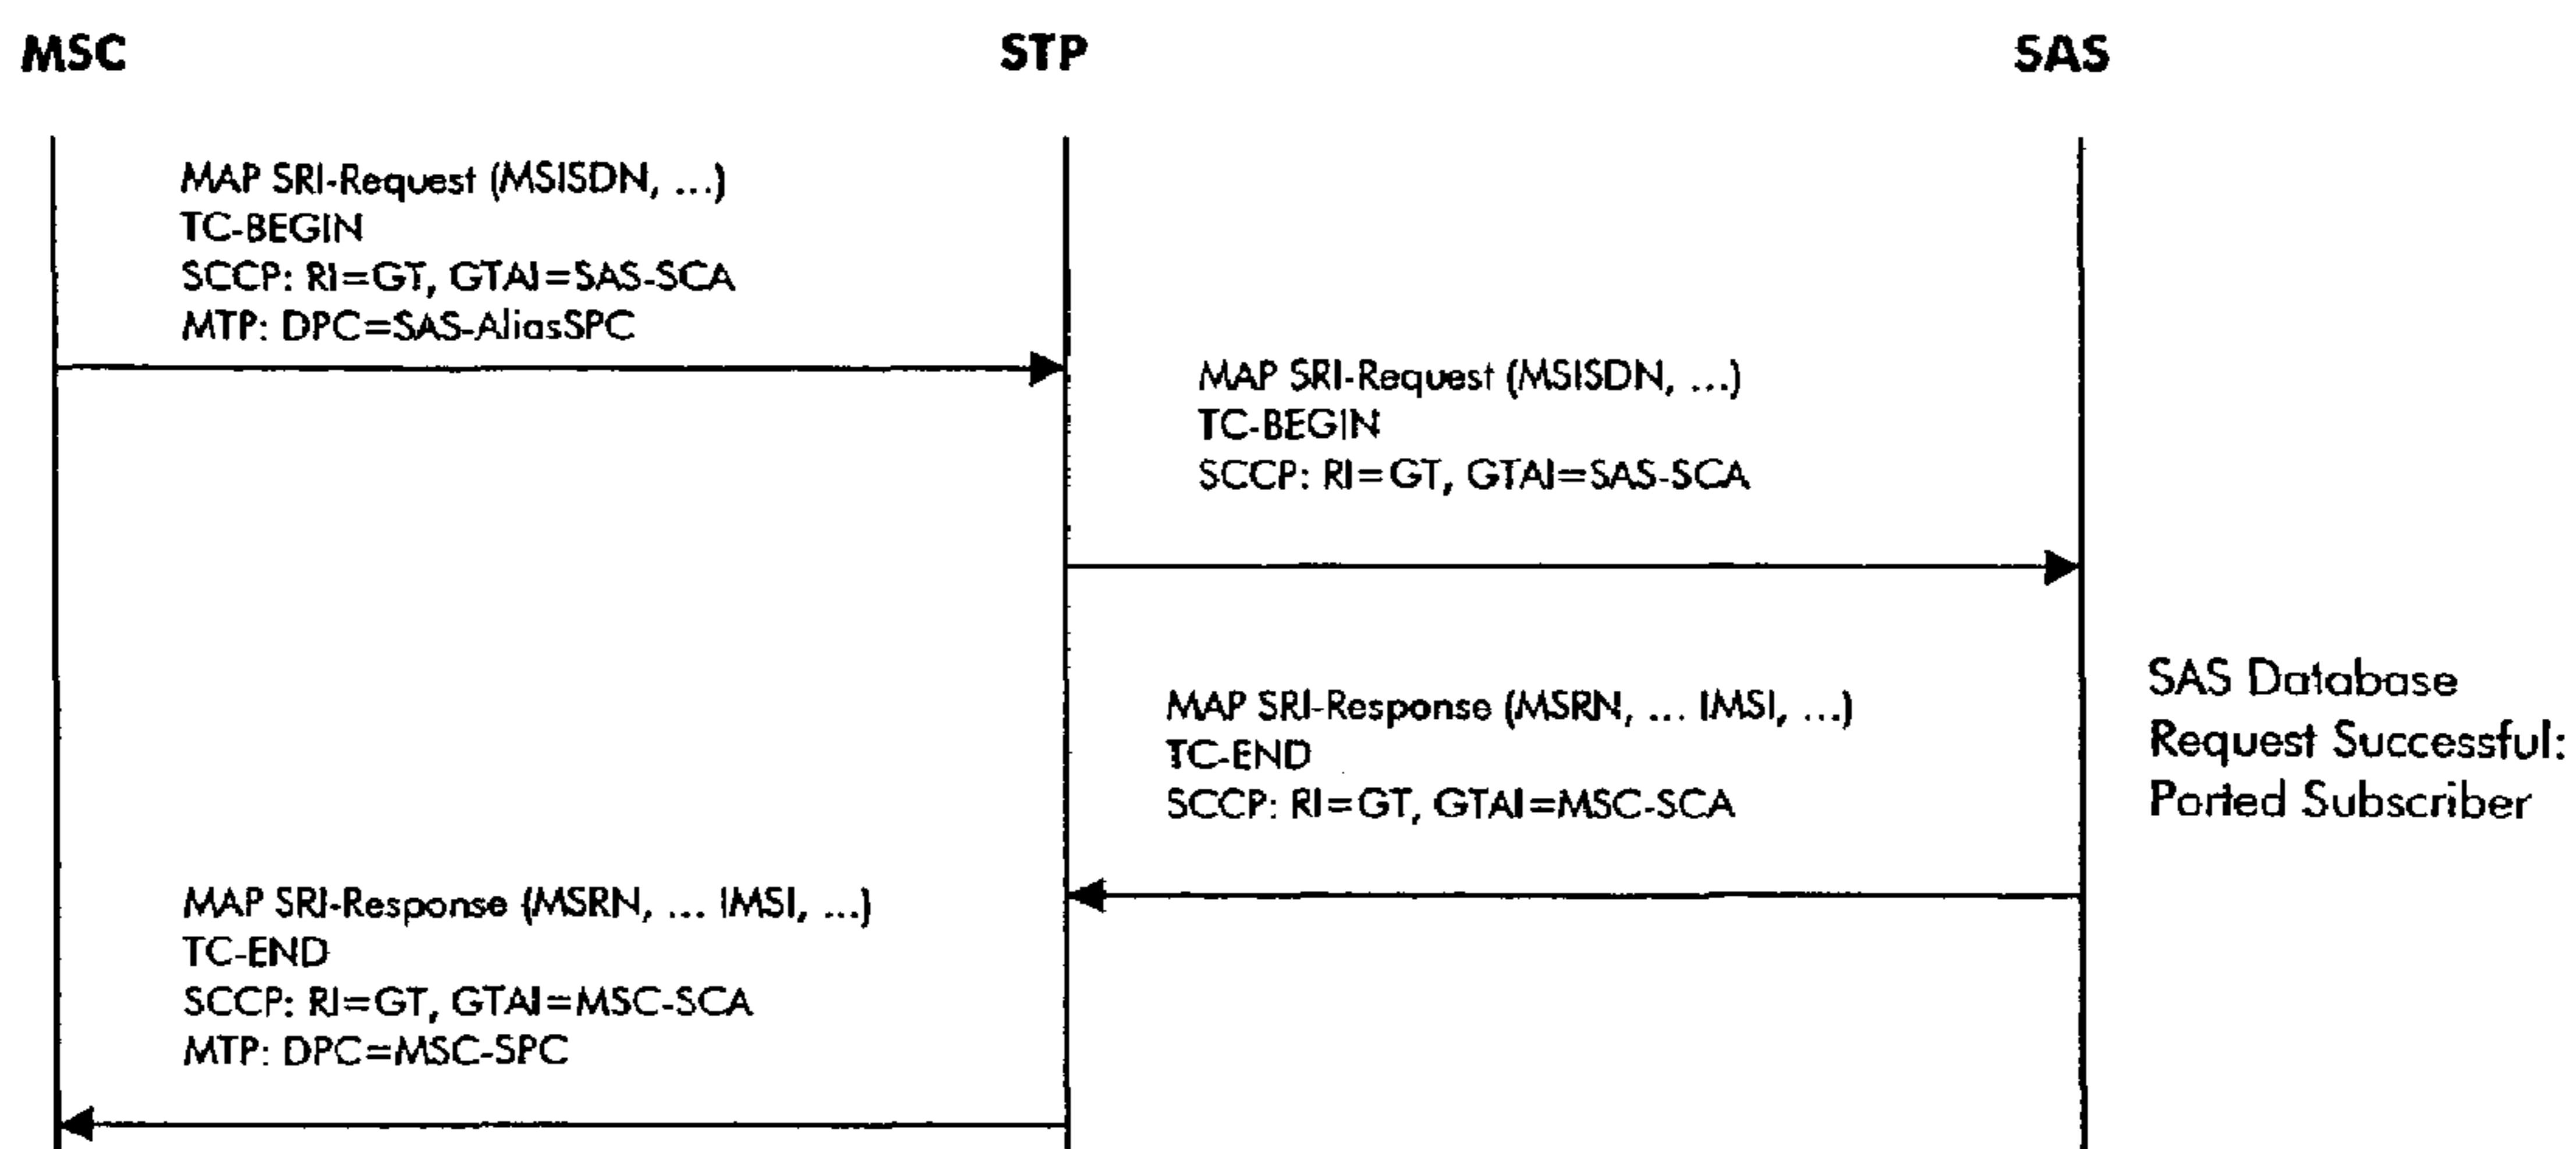 MSC STP SAS
MAP SRI-Request (MSISDN, ...)
TC-BEGIN
SCCP: RI=GT, GTAI=SAS-SCA
MTP: DPC=SAS-AliasSPC
MAP SRI-Request (MSISDN, ...)
TC-BEGIN
SCCP: RI=GT, GTAI=SAS-SCA
SAS Database
Request Successful:
Ported Subscriber
MAP SRI-Response (MSRN, ... IMSI, ...)
TC-END
SCCP: RI=GT, GTAI=MSC-SCA
MAP SRI-Response (MSRN, ... IMSI, ...)
TC-END
SCCP: RI=GT, GTAI=MSC-SCA
MTP: DPC=MSC-SPC